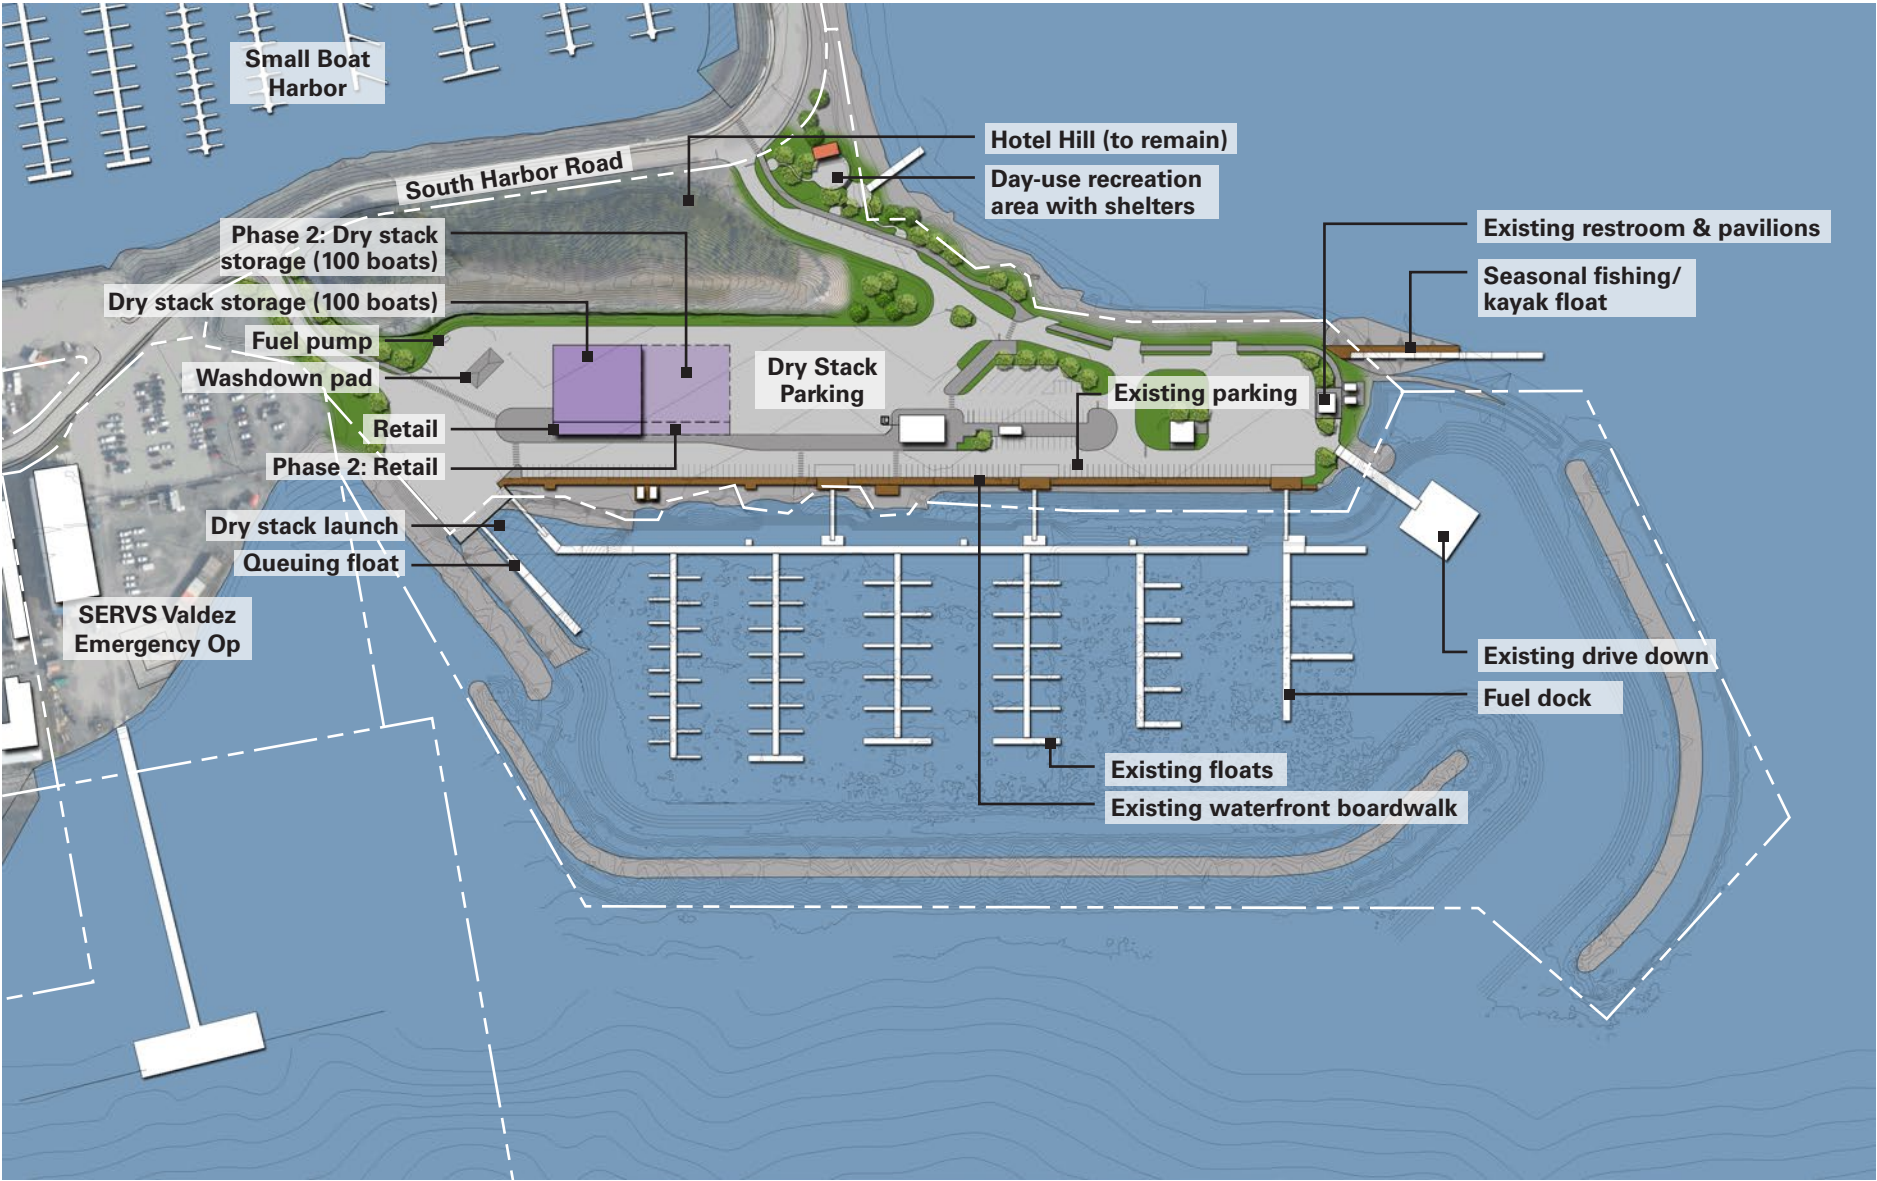 Small Boat
Harbor
South Harbor Road
Hotel Hill (to remain)
Day-use recreation
area with shelters
Existing restroom & pavilions
Seasonal fishing/
kayak float
Phase 2: Dry stack
storage (100 boats)
Dry stack storage (100 boats)
Fuel pump
Washdown pad
Dry Stack
Parking
Existing parking
Retail
Phase 2: Retail
Dry stack launch
Queuing float
SERVS Valdez
Emergency Op
Existing drive down
Fuel dock
Existing floats
Existing waterfront boardwalk